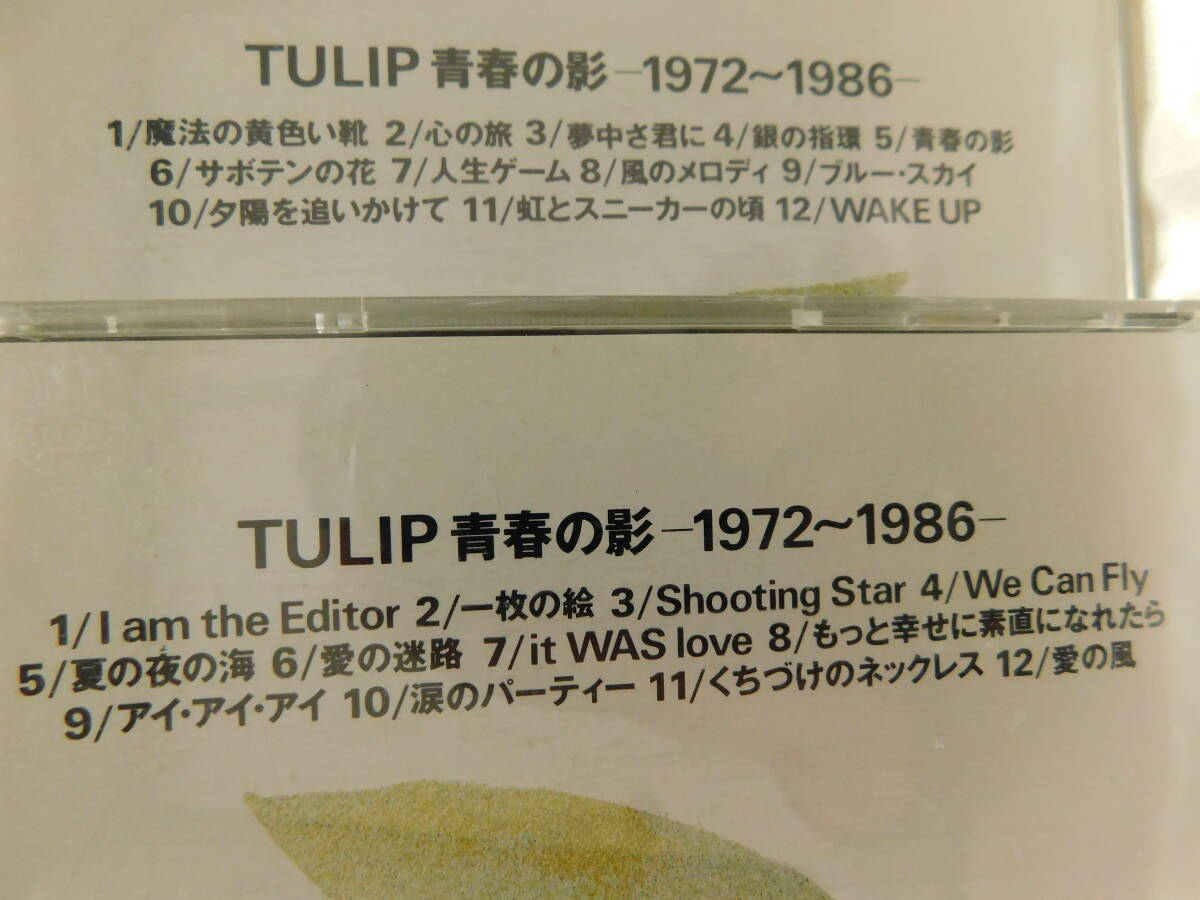 TULIP 青春の影 −1972〜1986−
1/魔法の黄色い靴 2/心の旅 3/夢中さ君に 4/銀の指環 5/青春の影
6/サボテンの花 7/人生ゲーム 8/風のメロディ 9/ブルー・スカイ
10/夕陽を追いかけて 11/虹とスニーカーの頃 12/WAKE UP
TULIP 青春の影 −1972〜1986−
1/I am the Editor 2/一枚の絵 3/Shooting Star 4/We Can Fly
5/夏の夜の海 6/愛の迷路 7/it WAS love 8/もっと幸せに素直になれたら
9/アイ・アイ・アイ 10/涙のパーティー 11/くちづけのネックレス 12/愛の風